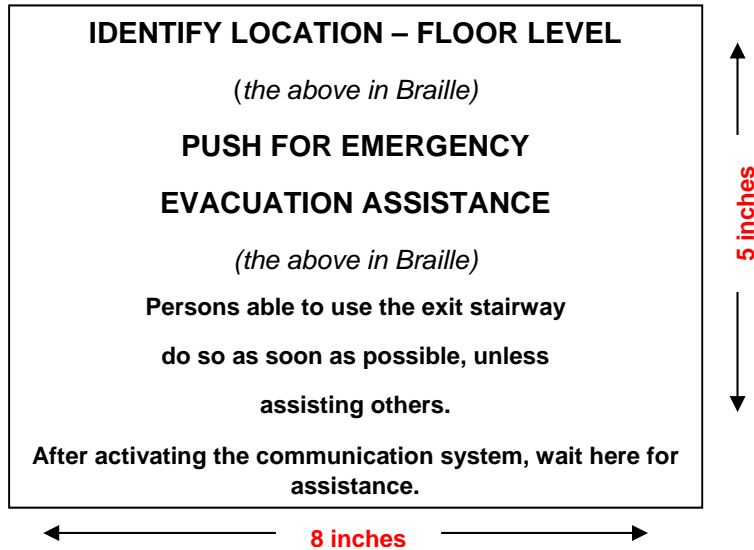 IDENTIFY LOCATION – FLOOR LEVEL
(the above in Braille)
PUSH FOR EMERGENCY
EVACUATION ASSISTANCE
(the above in Braille)
Persons able to use the exit stairway
do so as soon as possible, unless
assisting others.
After activating the communication system, wait here for
assistance.
5 inches
8 inches